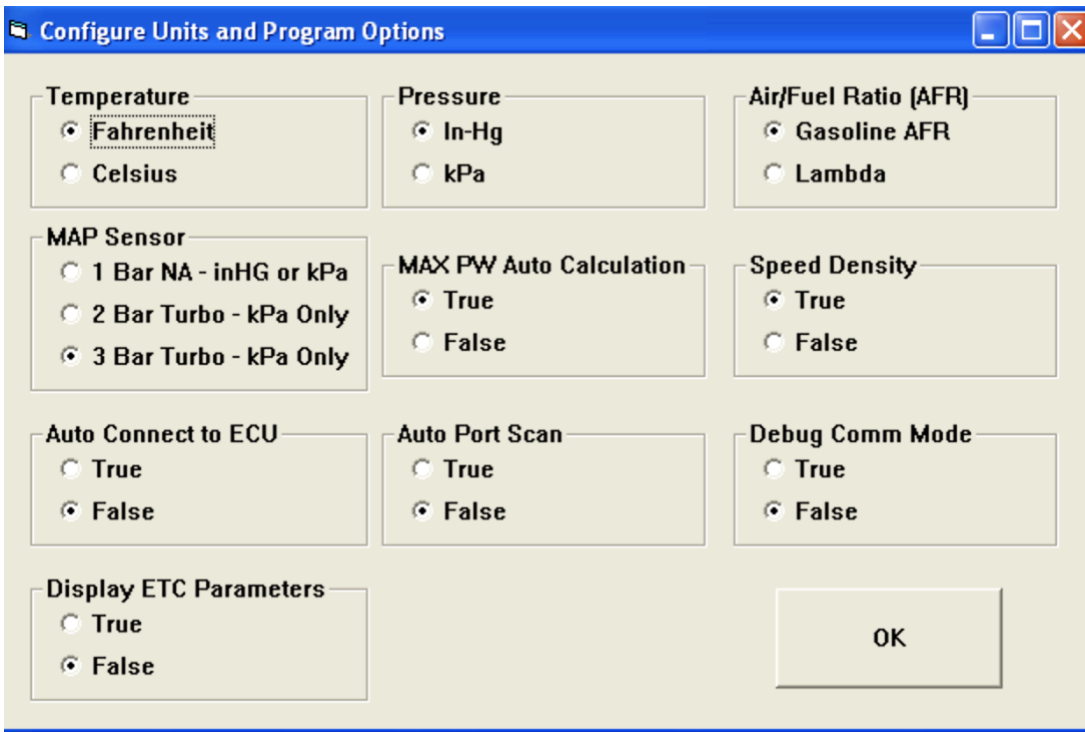 Configure Units and Program Options
Temperature
Fahrenheit
Celsius
Pressure
In-Hg
kPa
Air/Fuel Ratio (AFR)
Gasoline AFR
Lambda
MAP Sensor
1 Bar NA - inHG or kPa
2 Bar Turbo - kPa Only
3 Bar Turbo - kPa Only
MAX PW Auto Calculation
True
False
Speed Density
True
False
Auto Connect to ECU
True
False
Auto Port Scan
True
False
Debug Comm Mode
True
False
Display ETC Parameters
True
False
OK